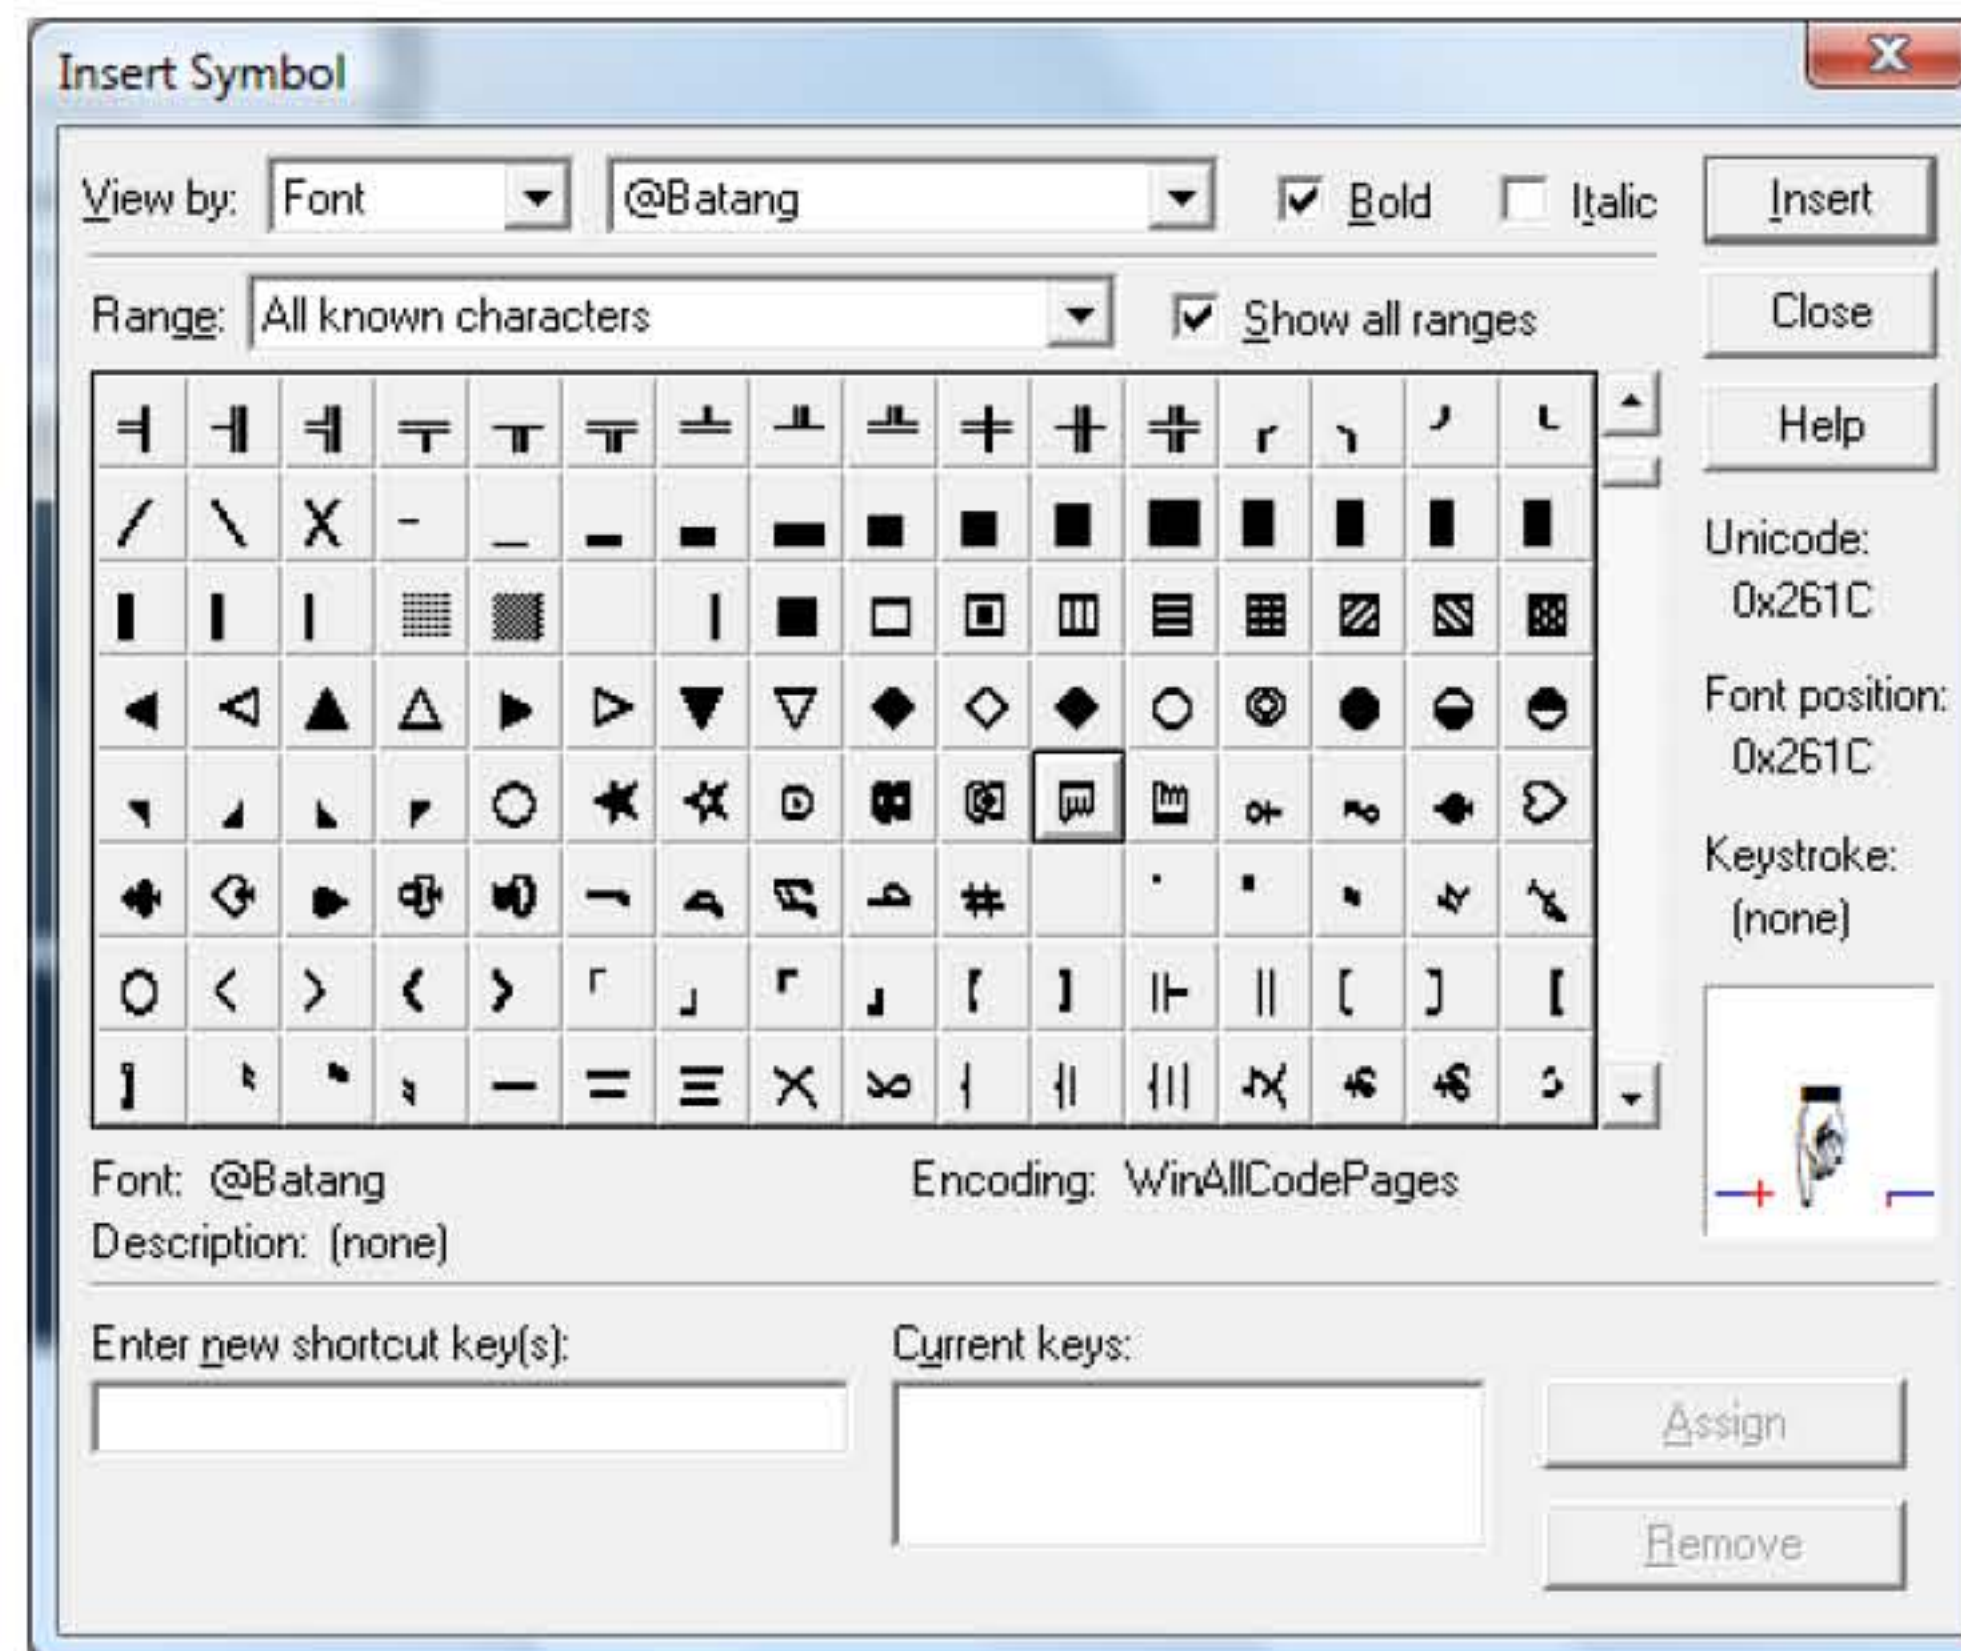 Insert Symbol
View by: Font @Batang Bold Italic Insert
Range: All known characters Show all ranges Close
Help
Unicode:
0x261C
Font position:
0x261C
Keystroke:
(none)
Font: @Batang Encoding: WinAllCodePages
Description: (none)
Enter new shortcut key(s): Current keys:
Assign
Remove